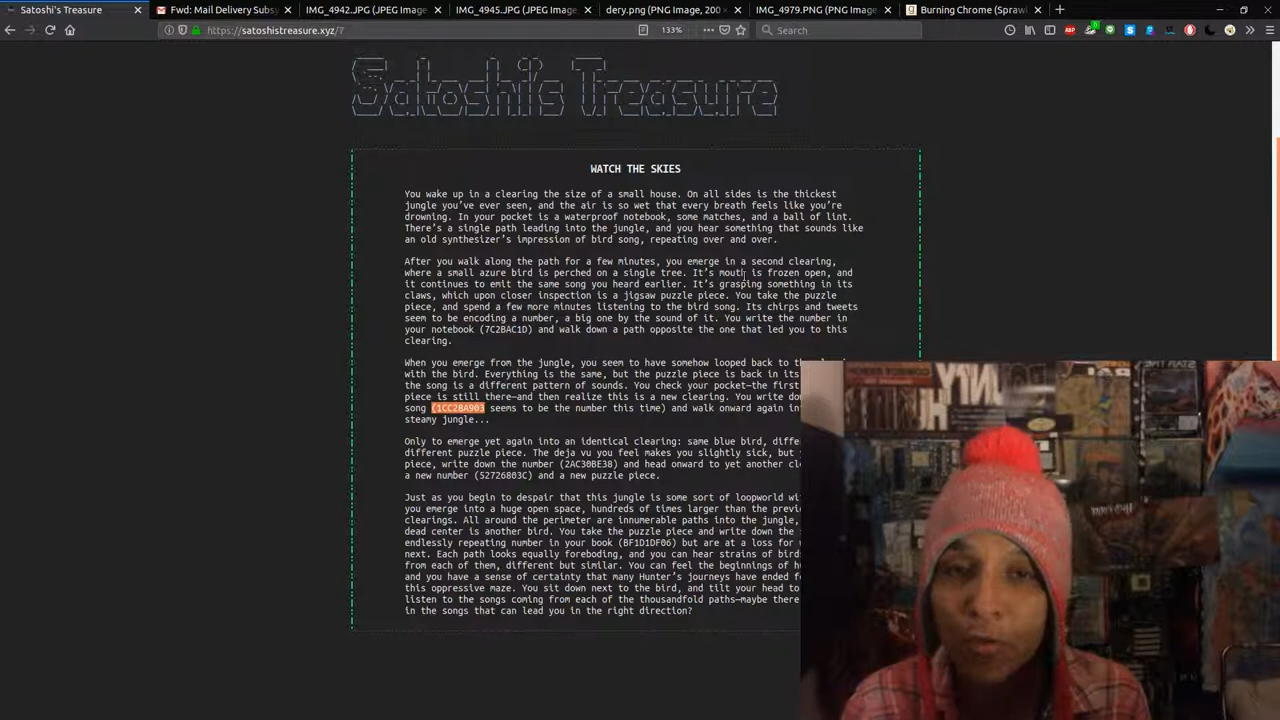 Satoshi's Treasure
Fwd: Mail Delivery Subsy
IMG_4942.JPG (JPEG Image,
IMG_4945.JPG (JPEG Image,
dery.png (PNG Image, 200
IMG_4979.PNG (PNG Image,
Burning Chrome (Sprawl
https://satoshistreasure.xyz/7
133%
Search
Satoshi's Treasure
WATCH THE SKIES
You wake up in a clearing the size of a small house. On all sides is the thickest
jungle you've ever seen, and the air is so wet that every breath feels like you're
drowning. In your pocket is a waterproof notebook, some matches, and a ball of lint.
There's a single path leading into the jungle, and you hear something that sounds like
an old synthesizer's impression of bird song, repeating over and over.
After you walk along the path for a few minutes, you emerge in a second clearing,
where a small azure bird is perched on a single tree. It's mouth is frozen open, and
it continues to emit the same song you heard earlier. It's grasping something in its
claws, which upon closer inspection is a jigsaw puzzle piece. You take the puzzle
piece, and spend a few more minutes listening to the bird song. Its chirps and tweets
seem to be encoding a number, a big one by the sound of it. You write the number in
your notebook (7C2BAC1D) and walk down a path opposite the one that led you to this
clearing.
When you emerge from the jungle, you seem to have somehow looped back to
with the bird. Everything is the same, but the puzzle piece is back in its
the song is a different pattern of sounds. You check your pocket—the first
piece is still there—and then realize this is a new clearing. You write
song (1CC28A903 seems to be the number this time) and walk onward again
steamy jungle...
Only to emerge yet again into an identical clearing: same blue bird,
different puzzle piece. The deja vu you feel makes you slightly sick, but
piece, write down the number (2AC30BE38) and head onward to yet another
a new number (52726803C) and a new puzzle piece.
Just as you begin to despair that this jungle is some sort of loopworld
you emerge into a huge open space, hundreds of times larger than the
clearings. All around the perimeter are innumerable paths into the jungle,
dead center is another bird. You take the puzzle piece and write down the
endlessly repeating number in your book (BF1D1DF06) but are at a loss for
next. Each path looks equally foreboding, and you can hear strains of
from each of them, different but similar. You can feel the beginnings of
and you have a sense of certainty that many Hunter's journeys have ended
this oppressive maze. You sit down next to the bird, and tilt your head to
listen to the songs coming from each of the thousandfold paths—maybe there
in the songs that can lead you in the right direction?